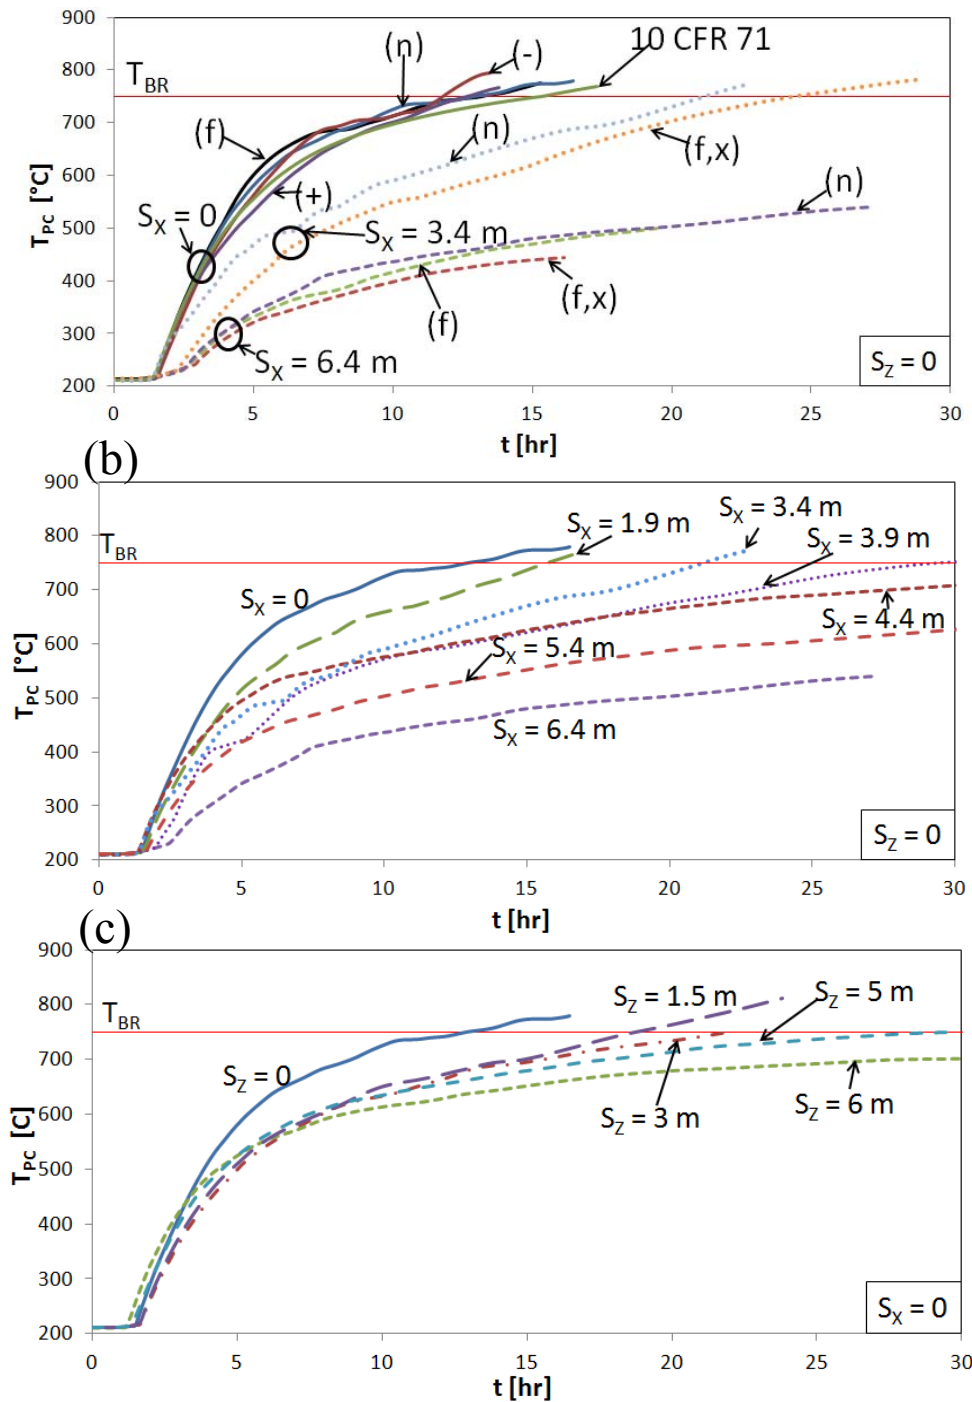 900
800
700
600
500
400
300
200
T_PC [°C]
T_BR
(n)
(-)
10 CFR 71
(f)
(n)
(f,x)
(+)
(n)
S_X = 0
S_X = 3.4 m
(f)
(f,x)
S_X = 6.4 m
S_Z = 0
0 5 10 15 20 25 30
t [hr]
(b)
900
800
700
600
500
400
300
200
T_PC [°C]
T_BR
S_X = 1.9 m
S_X = 3.4 m
S_X = 3.9 m
S_X = 0
S_X = 4.4 m
S_X = 5.4 m
S_X = 6.4 m
S_Z = 0
0 5 10 15 20 25 30
t [hr]
(c)
900
800
700
600
500
400
300
200
T_PC [C]
T_BR
S_Z = 1.5 m
S_Z = 5 m
S_Z = 0
S_Z = 3 m
S_Z = 6 m
S_X = 0
0 5 10 15 20 25 30
t [hr]